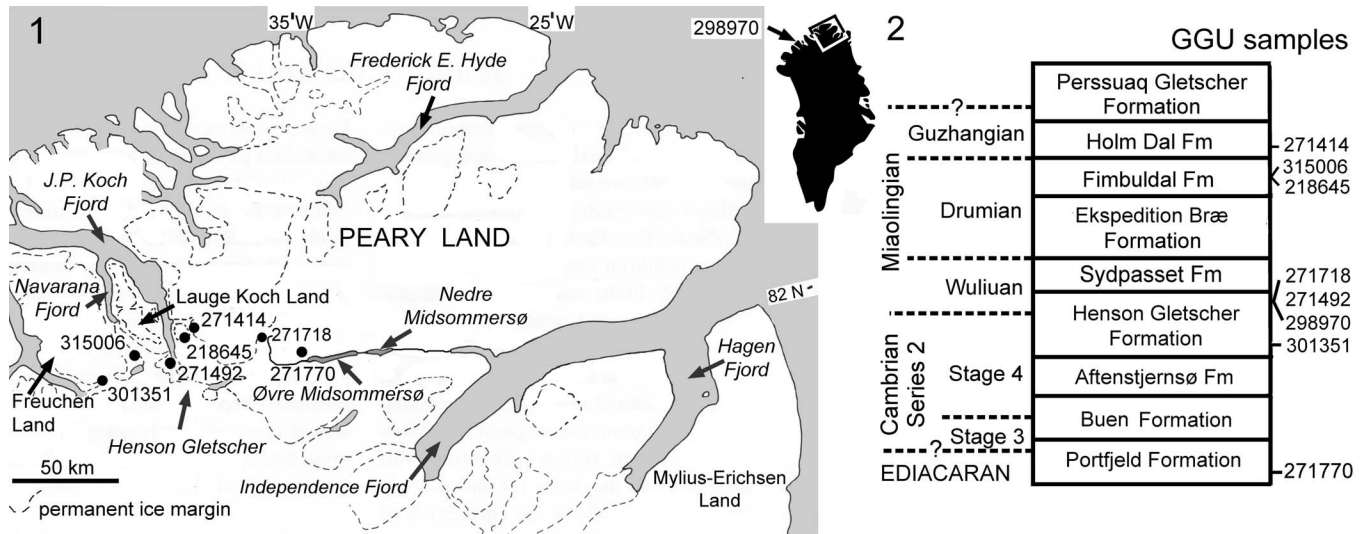 1
35'W
25'W
298970
Frederick E. Hyde
Fjord
J.P. Koch
Fjord
PEARY LAND
82 N
Navarana
Fjord
Lauge Koch Land
Nedre
Midsommersø
271414
271718
315006
218645
271492
271770
301351
Øvre Midsommersø
Hagen
Fjord
Freuchen
Land
Henson Gletscher
50 km
Independence Fjord
Mylius-Erichsen
Land
permanent ice margin
2
GGU samples
Perssuaq Gletscher
Formation
?
Guzhangian
Holm Dal Fm
271414
315006
Fimbuldal Fm
218645
Miaolingian
Drumian
Ekspedition Bræ
Formation
Sydpasset Fm
271718
Wuliuan
271492
Henson Gletscher
Formation
298970
301351
Cambrian
Series 2
Stage 4
Aftenstjernsø Fm
Buen Formation
Stage 3
?
Portfjeld Formation
EDIACARAN
271770